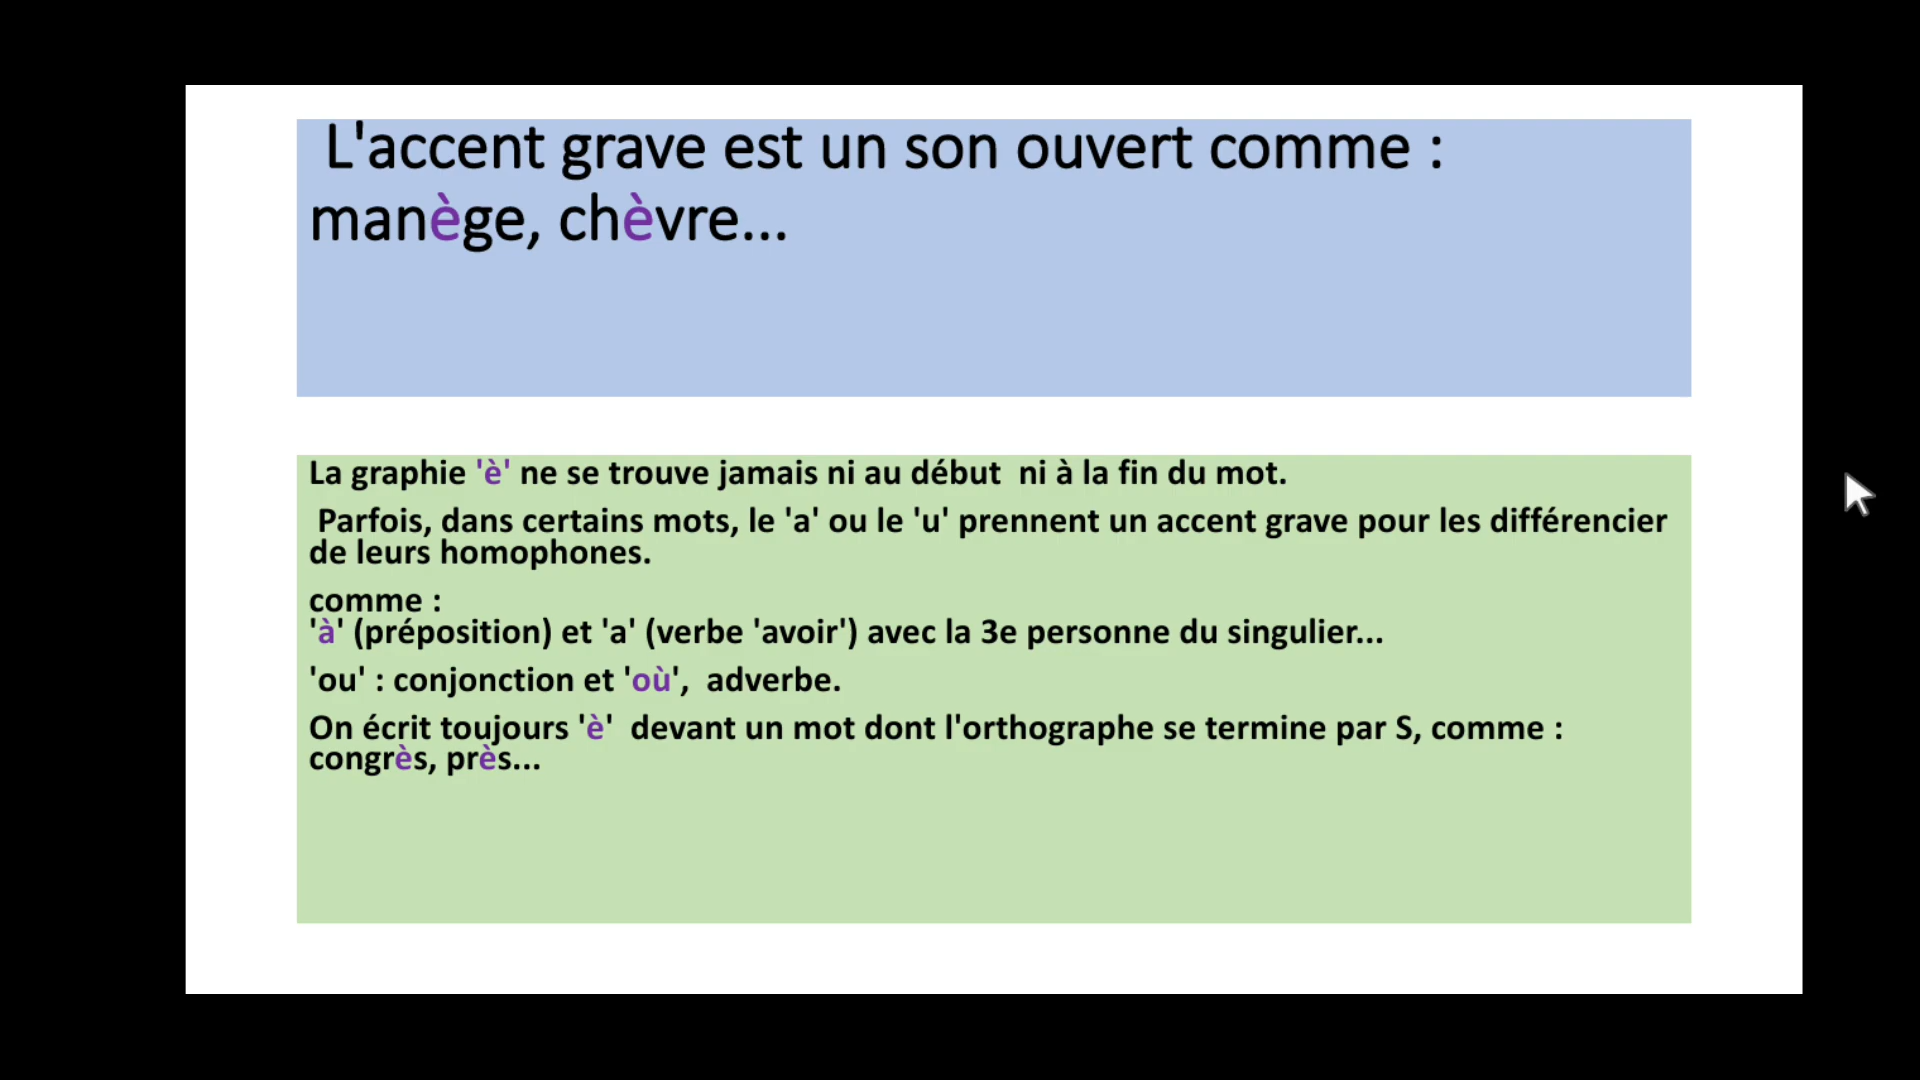 L'accent grave est un son ouvert comme :
manège, chèvre...
La graphie 'è' ne se trouve jamais ni au début  ni à la fin du mot.
Parfois, dans certains mots, le 'a' ou le 'u' prennent un accent grave pour les différencier
de leurs homophones.
comme :
'à' (préposition) et 'a' (verbe 'avoir') avec la 3e personne du singulier...
'ou' : conjonction et 'où',  adverbe.
On écrit toujours 'è'  devant un mot dont l'orthographe se termine par S, comme :
congrès, près...